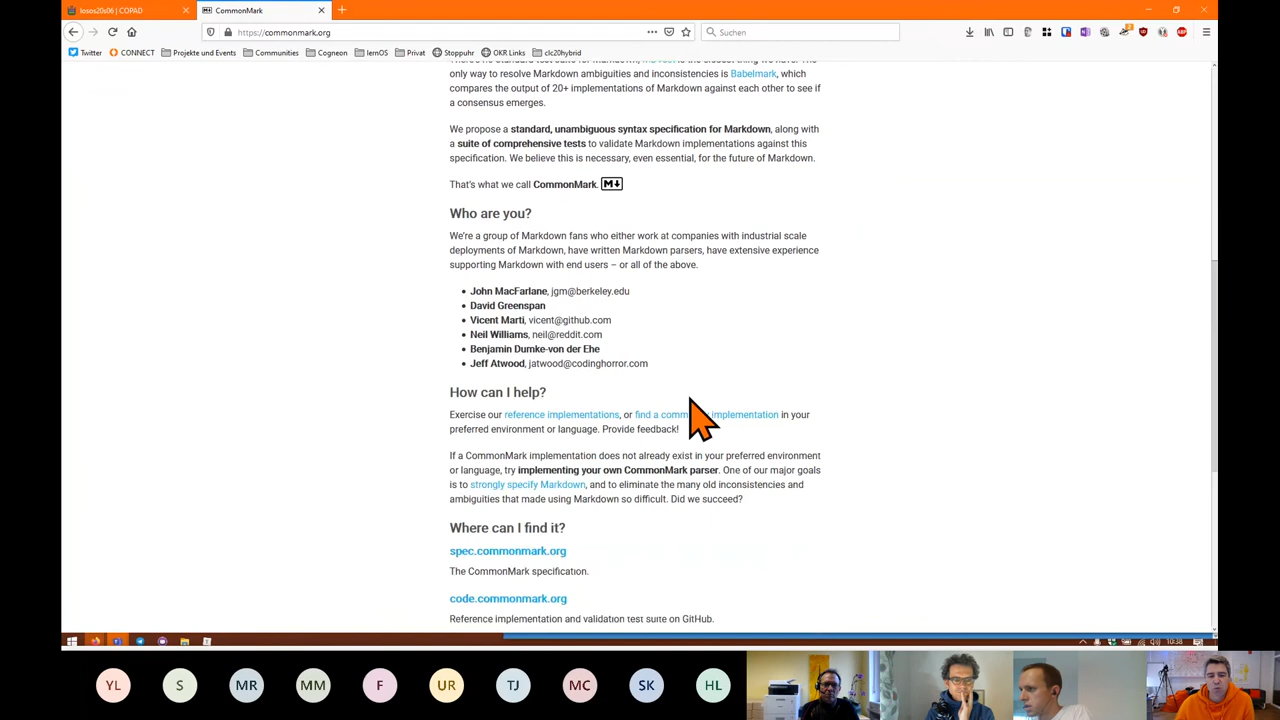 losos20s06 | COPAD
CommonMark
https://commonmark.org
Suchen
Twitter
CONNECT
Projekte und Events
Communities
Cogneon
lernOS
Privat
Stoppuhr
OKR Links
clc20hybrid
only way to resolve Markdown ambiguities and inconsistencies is Babelmark, which
compares the output of 20+ implementations of Markdown against each other to see if
a consensus emerges.
We propose a standard, unambiguous syntax specification for Markdown, along with
a suite of comprehensive tests to validate Markdown implementations against this
specification. We believe this is necessary, even essential, for the future of Markdown.
That's what we call CommonMark. M
Who are you?
We're a group of Markdown fans who either work at companies with industrial scale
deployments of Markdown, have written Markdown parsers, have extensive experience
supporting Markdown with end users – or all of the above.
• John MacFarlane, jgm@berkeley.edu
• David Greenspan
• Vicent Marti, vicent@github.com
• Neil Williams, neil@reddit.com
• Benjamin Dumke-von der Ehe
• Jeff Atwood, jatwood@codinghorror.com
How can I help?
Exercise our reference implementations, or find a comm implementation in your
preferred environment or language. Provide feedback!
If a CommonMark implementation does not already exist in your preferred environment
or language, try implementing your own CommonMark parser. One of our major goals
is to strongly specify Markdown, and to eliminate the many old inconsistencies and
ambiguities that made using Markdown so difficult. Did we succeed?
Where can I find it?
spec.commonmark.org
The CommonMark specification.
code.commonmark.org
Reference implementation and validation test suite on GitHub.
10:38
YL
S
MR
MM
F
UR
TJ
MC
SK
HL